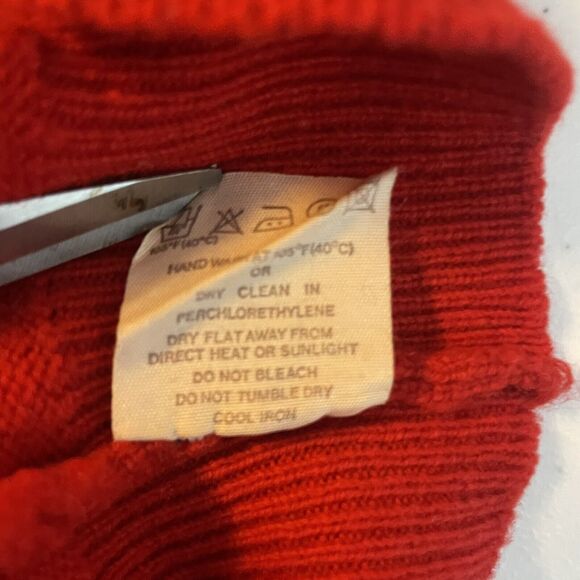 105°F(40°C)
HAND WASH AT 105°F(40°C)
OR
DRY CLEAN IN
PERCHLORETHYLENE
DRY FLAT AWAY FROM
DIRECT HEAT OR SUNLIGHT
DO NOT BLEACH
DO NOT TUMBLE DRY
COOL IRON